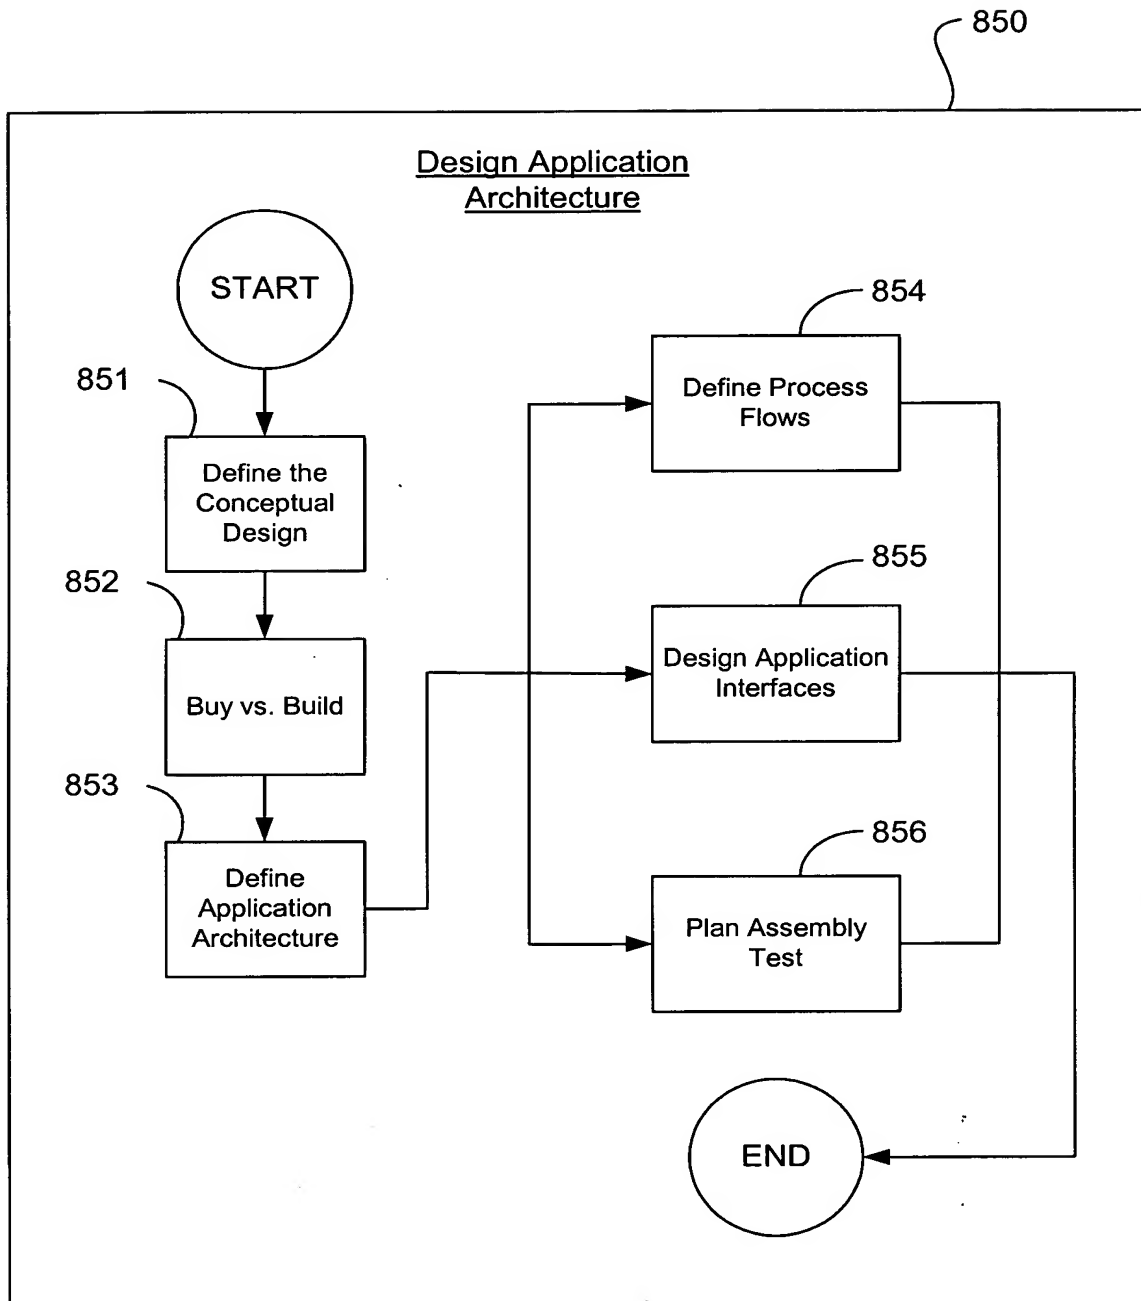 850
Design Application
Architecture
START
851
Define the
Conceptual
Design
852
Buy vs. Build
853
Define
Application
Architecture
854
Define Process
Flows
855
Design Application
Interfaces
856
Plan Assembly
Test
END